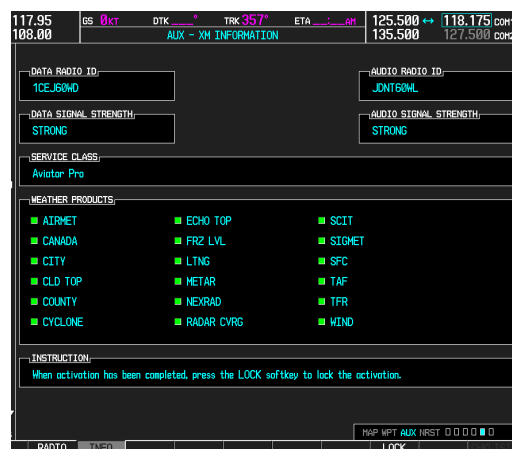 17.95 GS 0KT DTK ___° TRK 357° ETA __:__AM 125.500 ↔ 118.175 COM1
108.00 AUX - XM INFORMATION 135.500 127.500 COM2
DATA RADIO ID AUDIO RADIO ID
1CEJ60WD JDNT60WL
DATA SIGNAL STRENGTH AUDIO SIGNAL STRENGTH
STRONG STRONG
SERVICE CLASS
Aviator Pro
WEATHER PRODUCTS
AIRMET ECHO TOP SCIT
CANADA FRZ LVL SIGMET
CITY LTNG SFC
CLD TOP METAR TAF
COUNTY NEXRAD TFR
CYCLONE RADAR CVRG WIND
INSTRUCTION
When activation has been completed, press the LOCK softkey to lock the activation.
MAP WPT AUX NRST
RADIO INFO LOCK